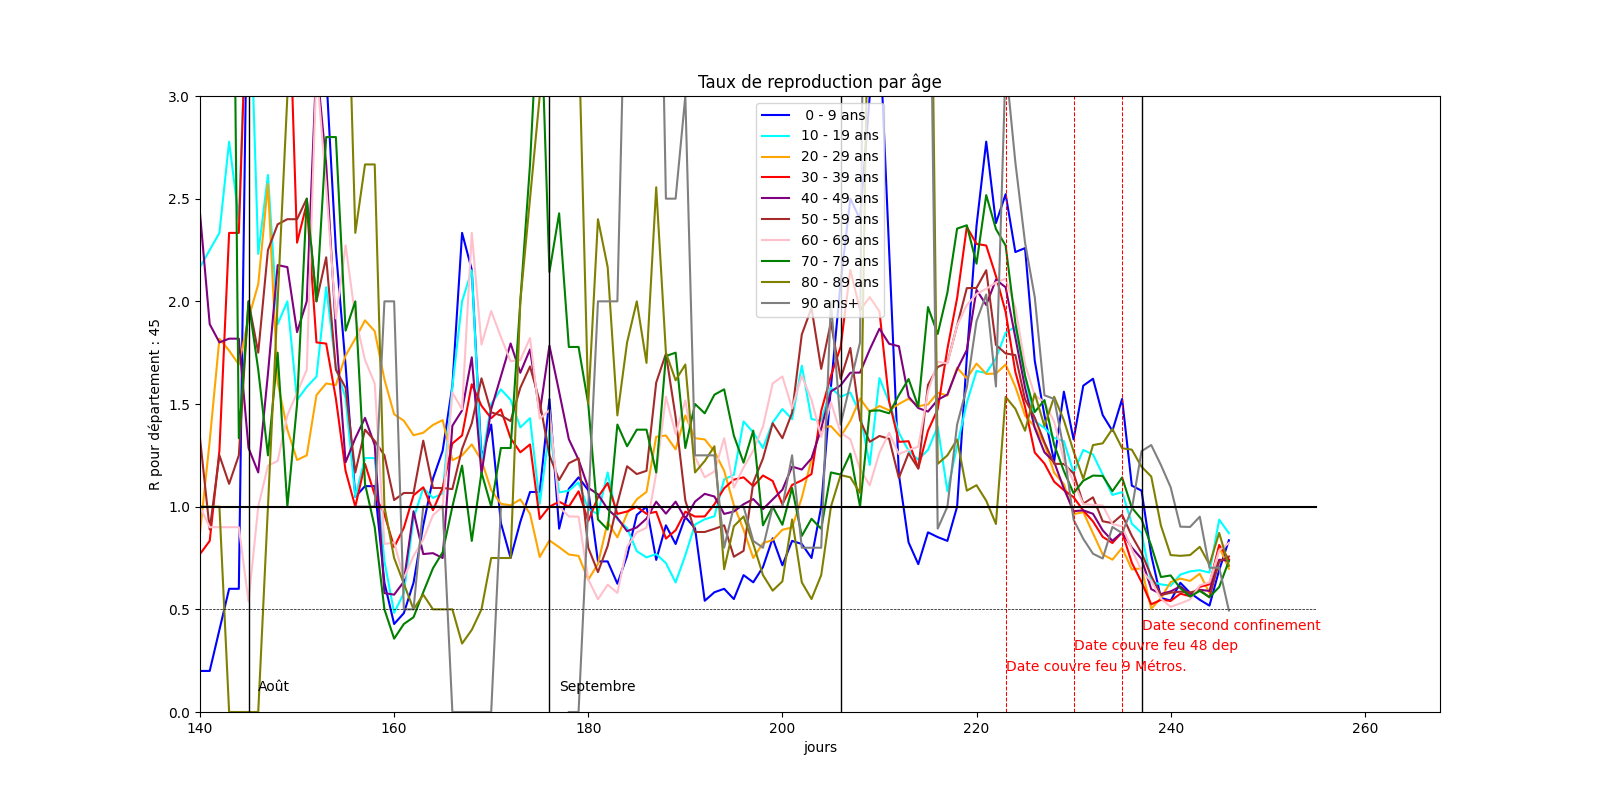 Taux de reproduction par âge
R pour département : 45
3.0
2.5
2.0
1.5
1.0
0.5
0.0
0 - 9 ans
10 - 19 ans
20 - 29 ans
30 - 39 ans
40 - 49 ans
50 - 59 ans
60 - 69 ans
70 - 79 ans
80 - 89 ans
90 ans+
Date second confinement
Date couvre feu 48 dep
Date couvre feu 9 Métros.
Août
Septembre
140
160
180
200
220
240
260
jours